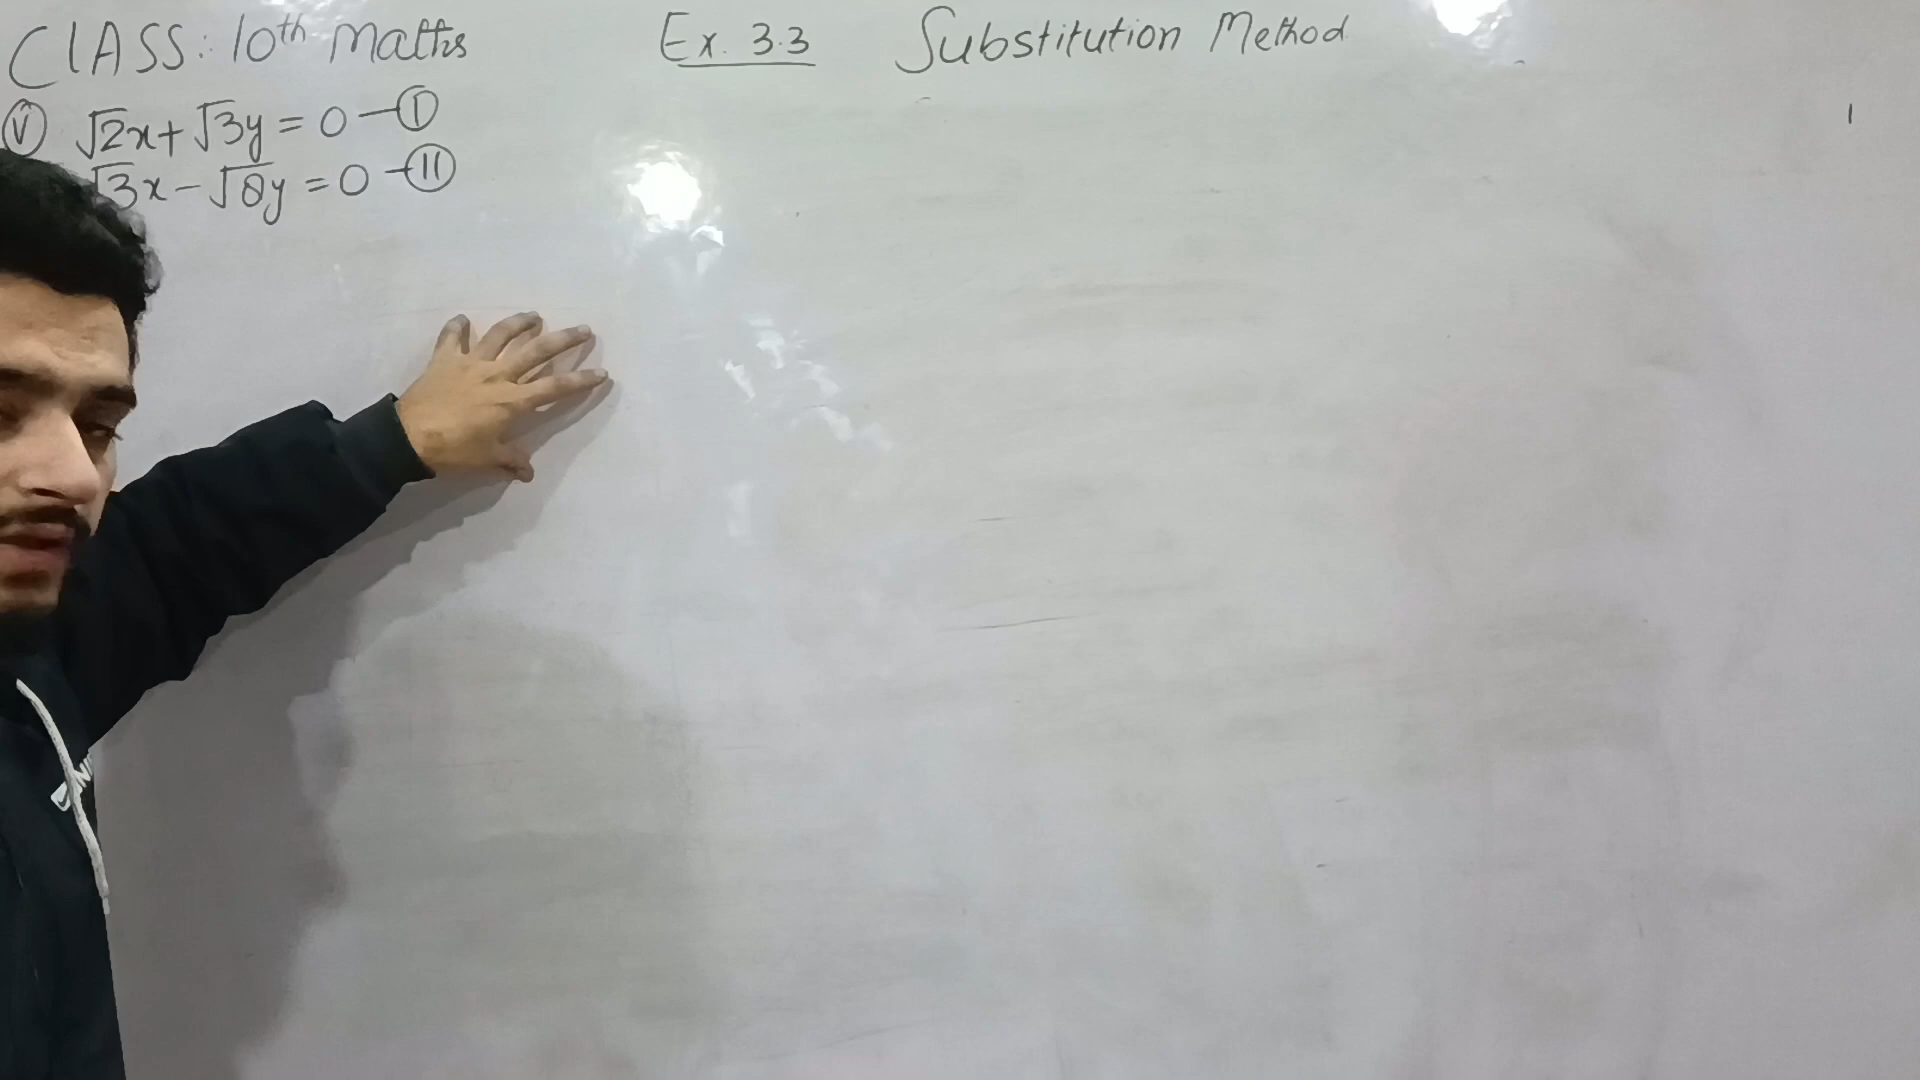 CLASS: 10th Maths Ex. 3.3 Substitution Method
(V) √2x + √3y = 0 — (I)
√3x - √8y = 0 — (II)